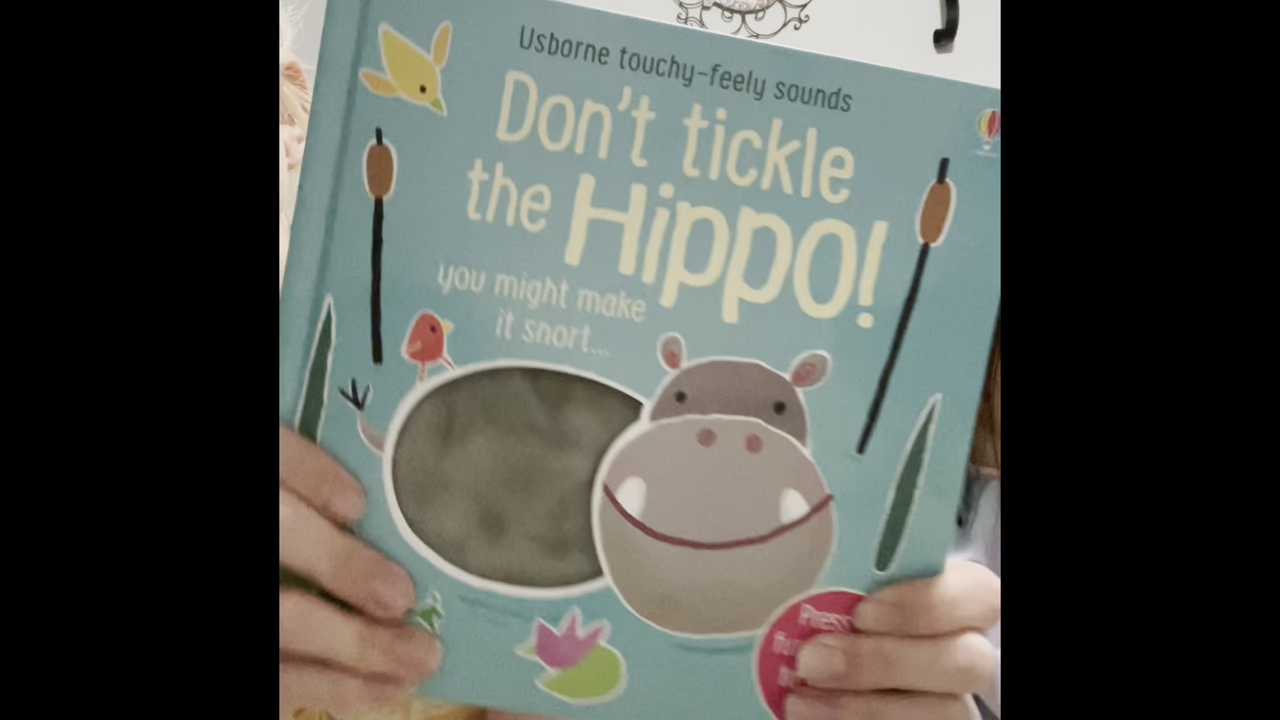 Usborne touchy-feely sounds
Don't tickle
the Hippo!
you might make
it snort...
Press